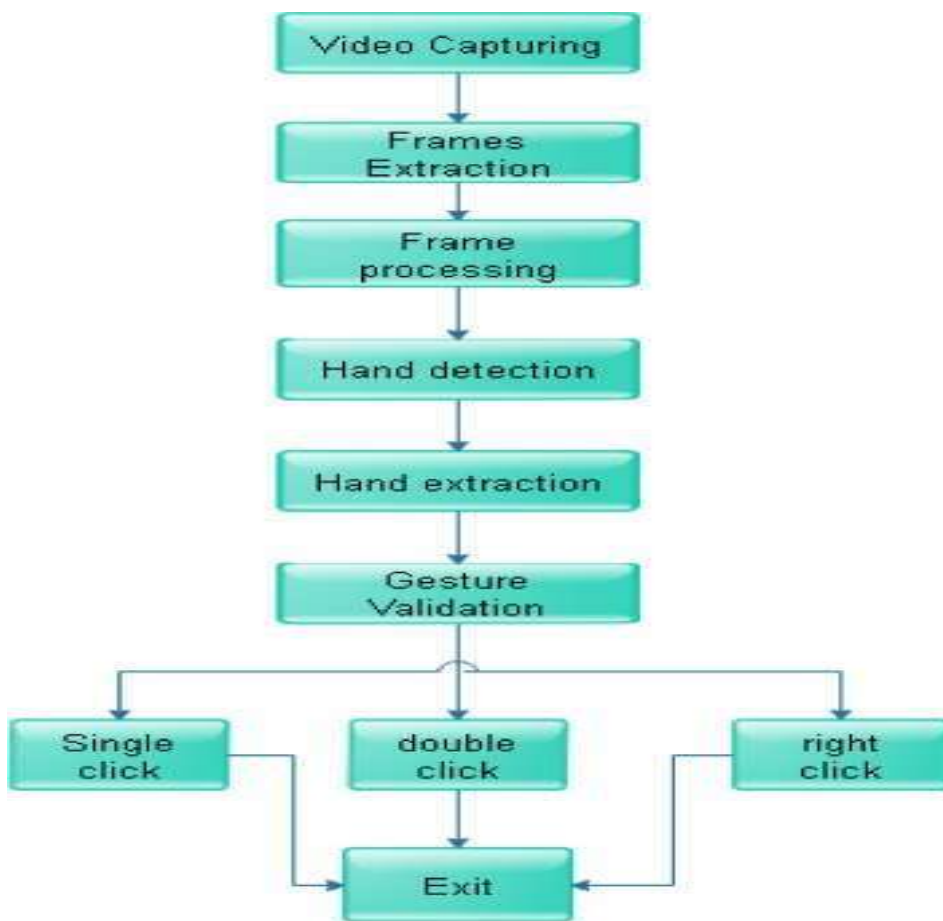 Video Capturing
Frames
Extraction
Frame
processing
Hand detection
Hand extraction
Gesture
Validation
Single
click
double
click
right
click
Exit